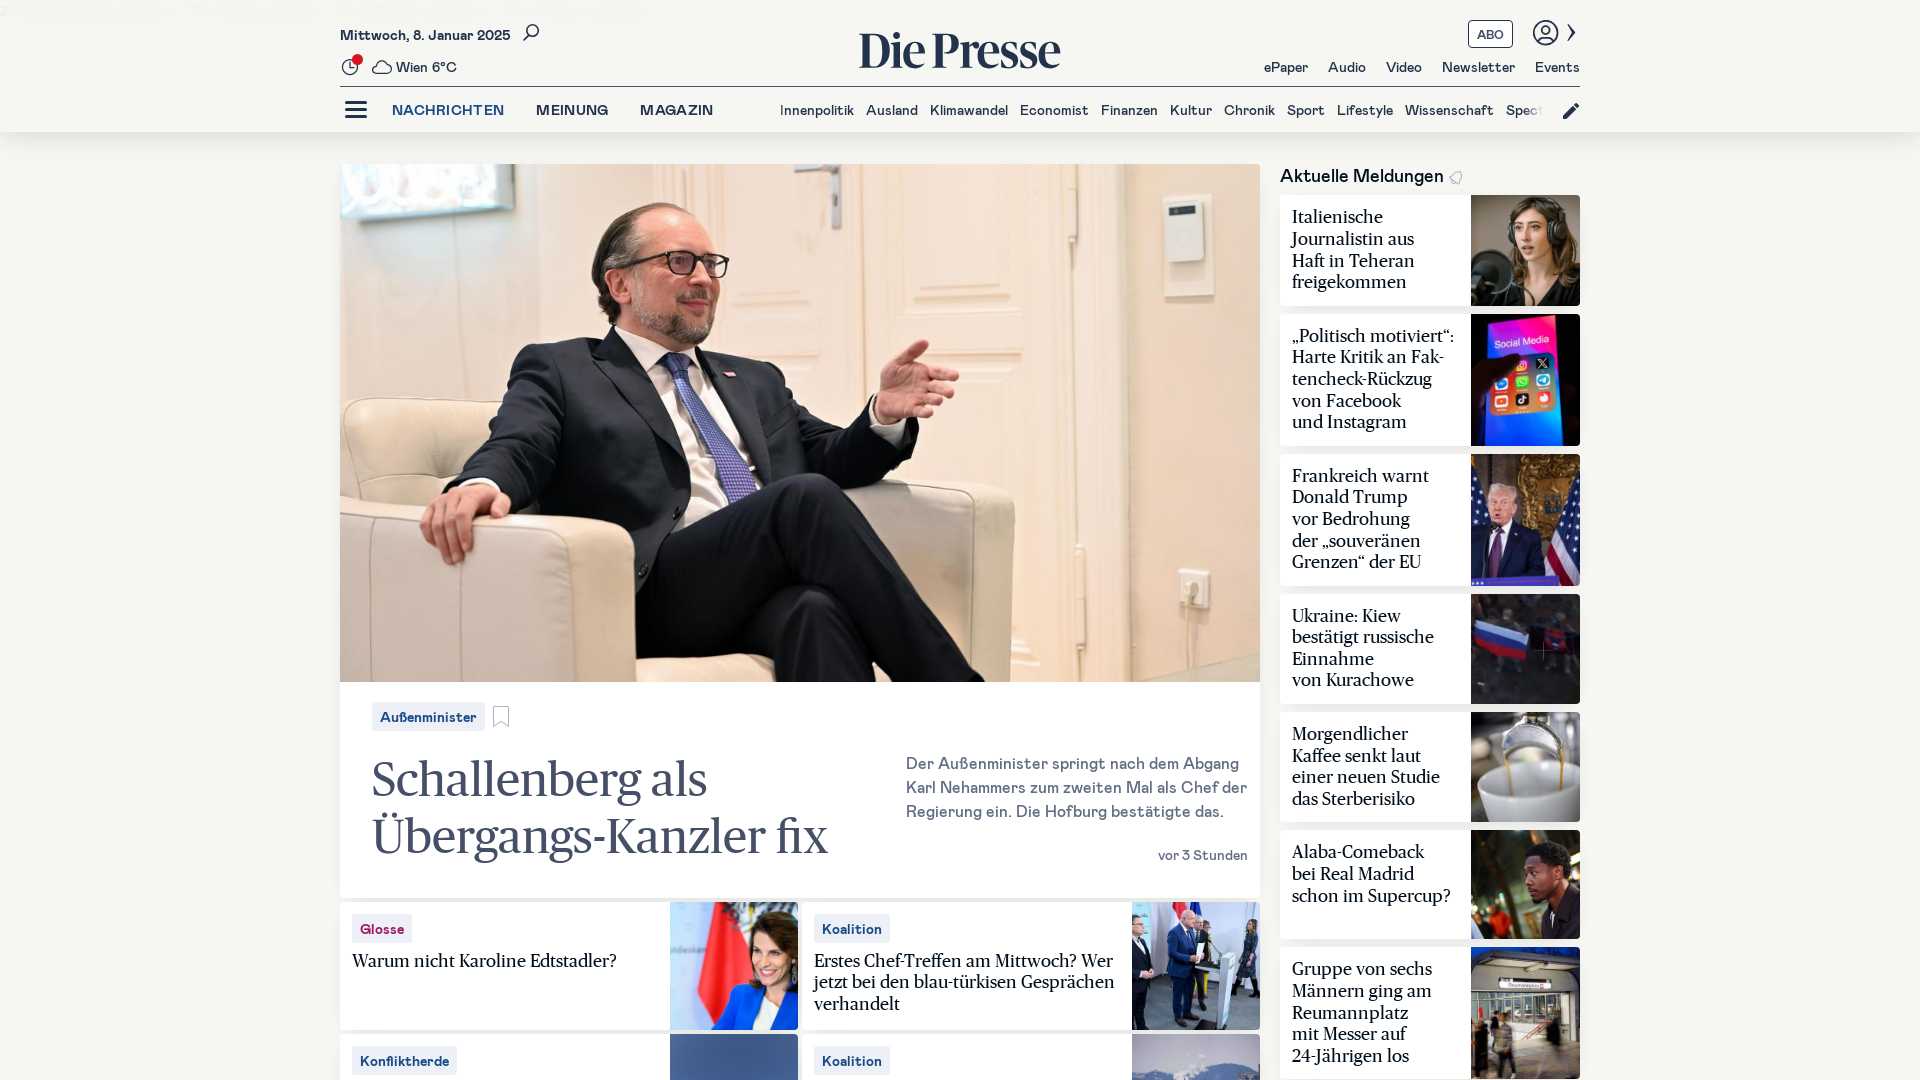 Mittwoch, 8. Januar 2025
Die Presse
ABO
Wien 6°C
ePaper Audio Video Newsletter Events
NACHRICHTEN MEINUNG MAGAZIN
Innenpolitik Ausland Klimawandel Economist Finanzen Kultur Chronik Sport Lifestyle Wissenschaft Spect
Außenminister
Schallenberg als
Übergangs-Kanzler fix
Der Außenminister springt nach dem Abgang
Karl Nehammers zum zweiten Mal als Chef der
Regierung ein. Die Hofburg bestätigte das.
vor 3 Stunden
Glosse
Warum nicht Karoline Edtstadler?
Koalition
Erstes Chef-Treffen am Mittwoch? Wer
jetzt bei den blau-türkisen Gesprächen
verhandelt
Konfliktherde
Koalition
Aktuelle Meldungen
Italienische
Journalistin aus
Haft in Teheran
freigekommen
„Politisch motiviert“:
Harte Kritik an Fak-
tencheck-Rückzug
von Facebook
und Instagram
Social Media
Frankreich warnt
Donald Trump
vor Bedrohung
der „souveränen
Grenzen“ der EU
Ukraine: Kiew
bestätigt russische
Einnahme
von Kurachowe
Morgendlicher
Kaffee senkt laut
einer neuen Studie
das Sterberisiko
Alaba-Comeback
bei Real Madrid
schon im Supercup?
Gruppe von sechs
Männern ging am
Reumannplatz
mit Messer auf
24-Jährigen los